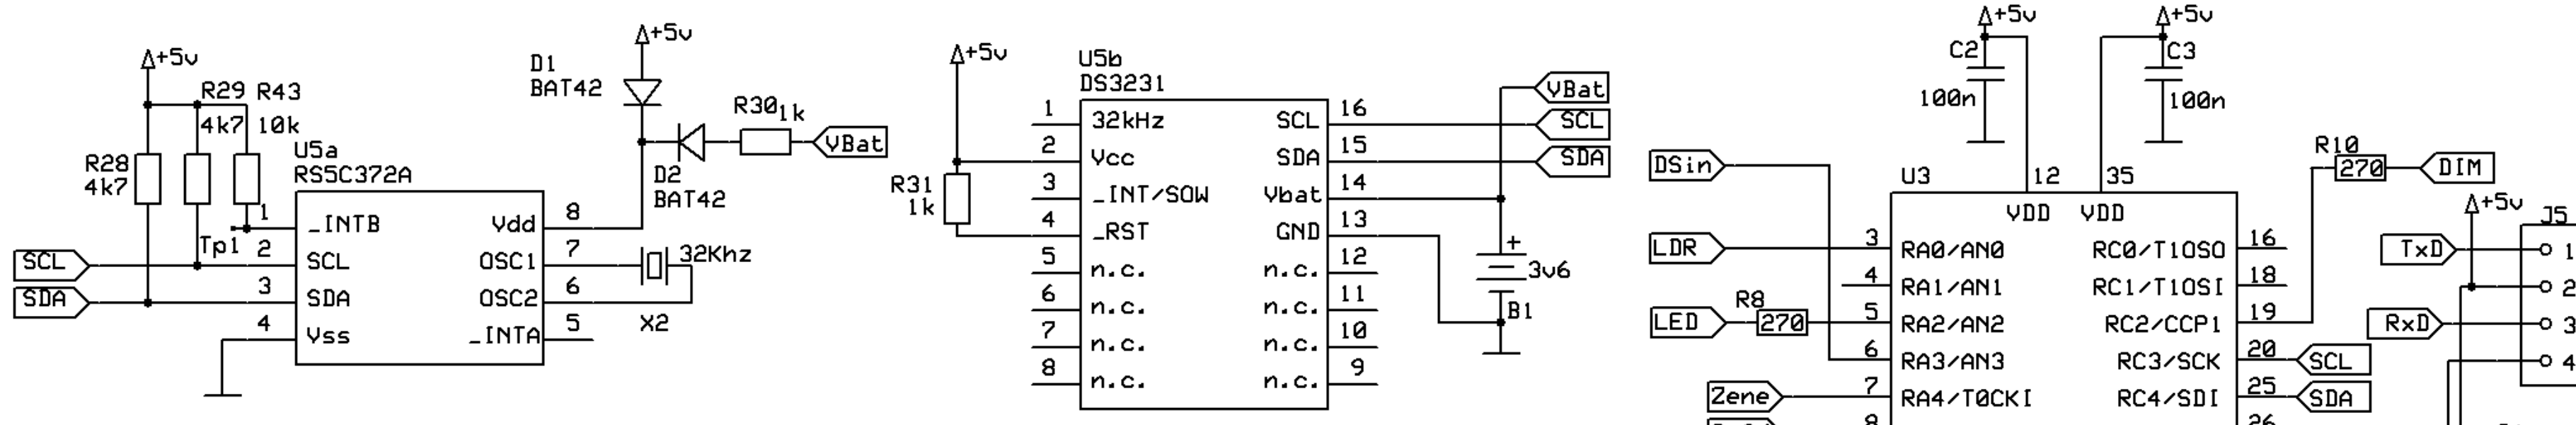 +5v
R29 R43
4k7 10k
R28
4k7
U5a
RS5C372A
Tp1
SCL
SDA
1 _INTB
2 SCL
3 SDA
4 Vss
Vdd 8
OSC1 7
OSC2 6
_INTA 5
32Khz
X2
+5v
D1
BAT42
D2
BAT42
R30 1k
VBat
+5v
R31
1k
U5b
DS3231
1 32kHz
2 Vcc
3 _INT/SOW
4 _RST
5 n.c.
6 n.c.
7 n.c.
8 n.c.
SCL 16
SDA 15
Vbat 14
GND 13
n.c. 12
n.c. 11
n.c. 10
n.c. 9
VBat
SCL
SDA
+
3v6
B1
+5v
C2
100n
+5v
C3
100n
DSin
LDR
LED
R8
270
Zene
U3
12 35
VDD VDD
3 RA0/AN0
4 RA1/AN1
5 RA2/AN2
6 RA3/AN3
7 RA4/T0CKI
8
RC0/T1OSO 16
RC1/T1OSI 18
RC2/CCP1 19
RC3/SCK 20
RC4/SDI 25
26
R10
270
DIM
SCL
SDA
+5v
J5
TxD
RxD
1
2
3
4